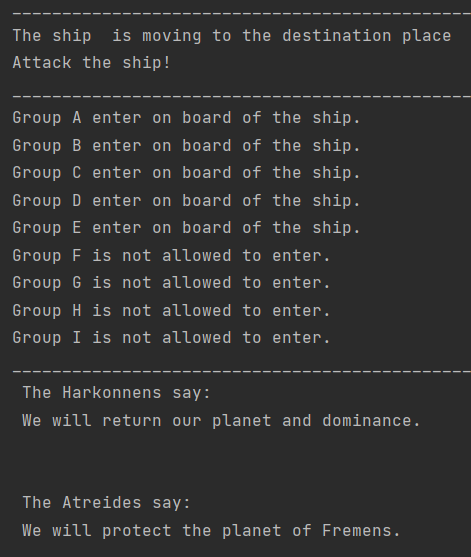 The ship  is moving to the destination place
Attack the ship!
Group A enter on board of the ship.
Group B enter on board of the ship.
Group C enter on board of the ship.
Group D enter on board of the ship.
Group E enter on board of the ship.
Group F is not allowed to enter.
Group G is not allowed to enter.
Group H is not allowed to enter.
Group I is not allowed to enter.
The Harkonnens say:
We will return our planet and dominance.
The Atreides say:
We will protect the planet of Fremens.